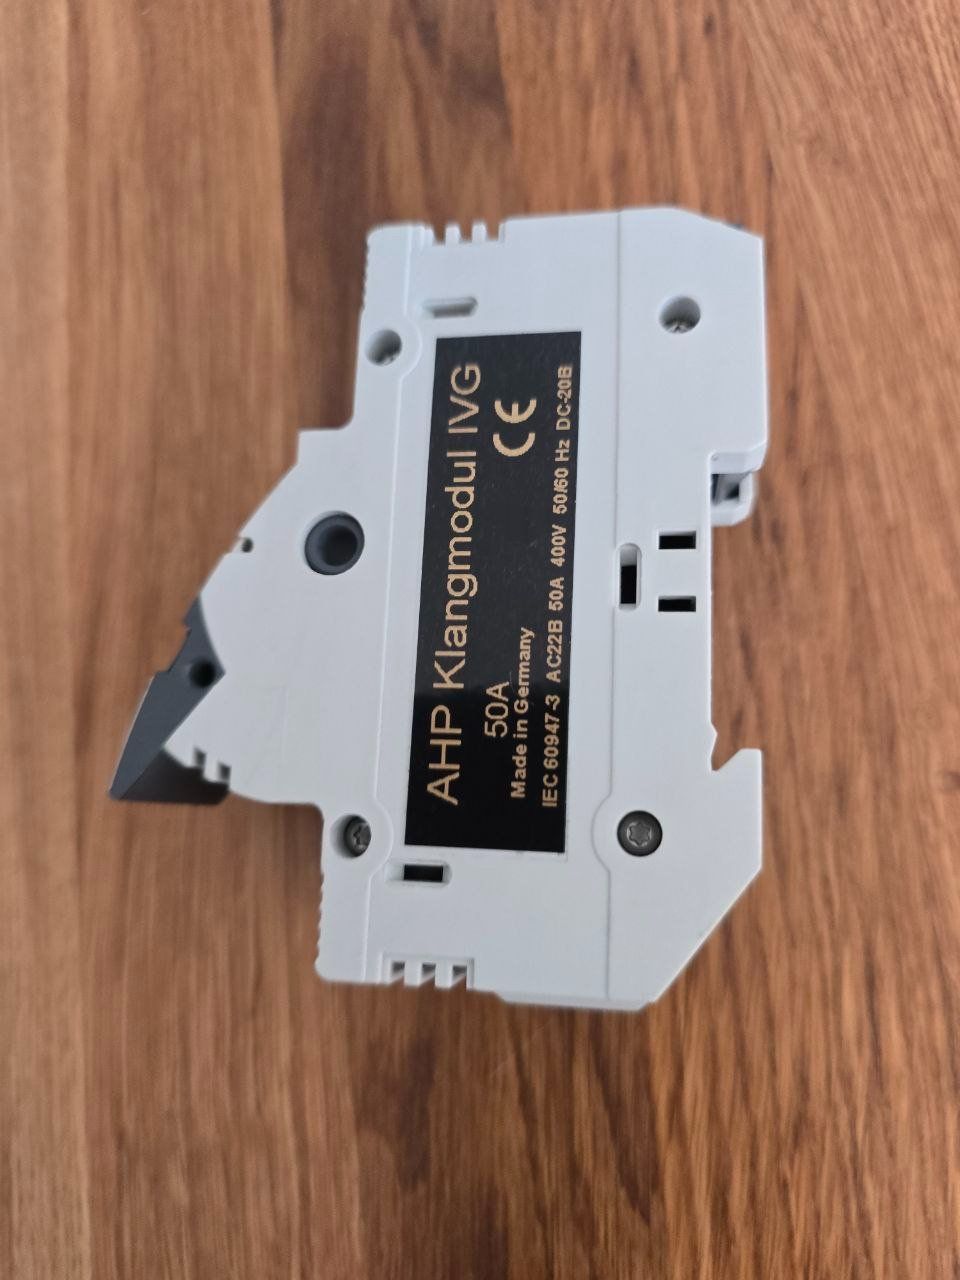 AHP Klangmodul IVG
50A
CE
Made in Germany
IEC 60947-3 AC22B 50A 400V 50/60 Hz DC-20B